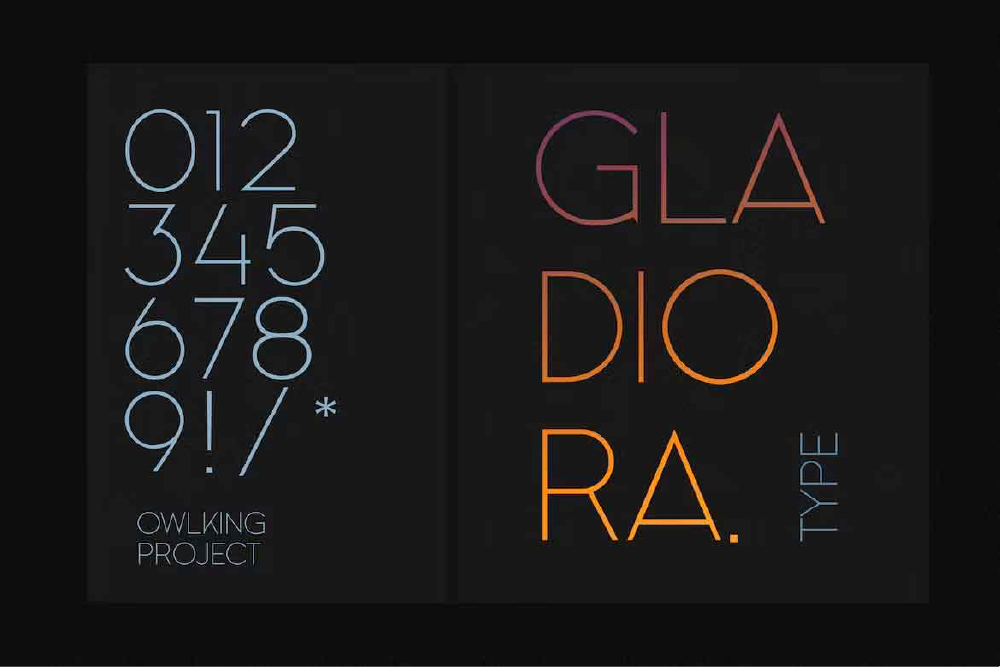 012
345
678
9!/*
OWLKING
PROJECT
GLA
DIO
RA.
TYPE